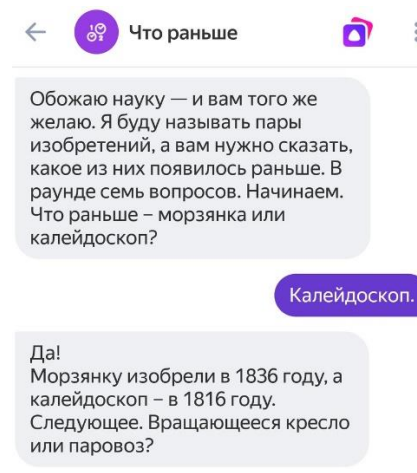 Что раньше
Обожаю науку — и вам того же
желаю. Я буду называть пары
изобретений, а вам нужно сказать,
какое из них появилось раньше. В
раунде семь вопросов. Начинаем.
Что раньше – морзянка или
калейдоскоп?
Калейдоскоп.
Да!
Морзянку изобрели в 1836 году, а
калейдоскоп – в 1816 году.
Следующее. Вращающееся кресло
или паровоз?